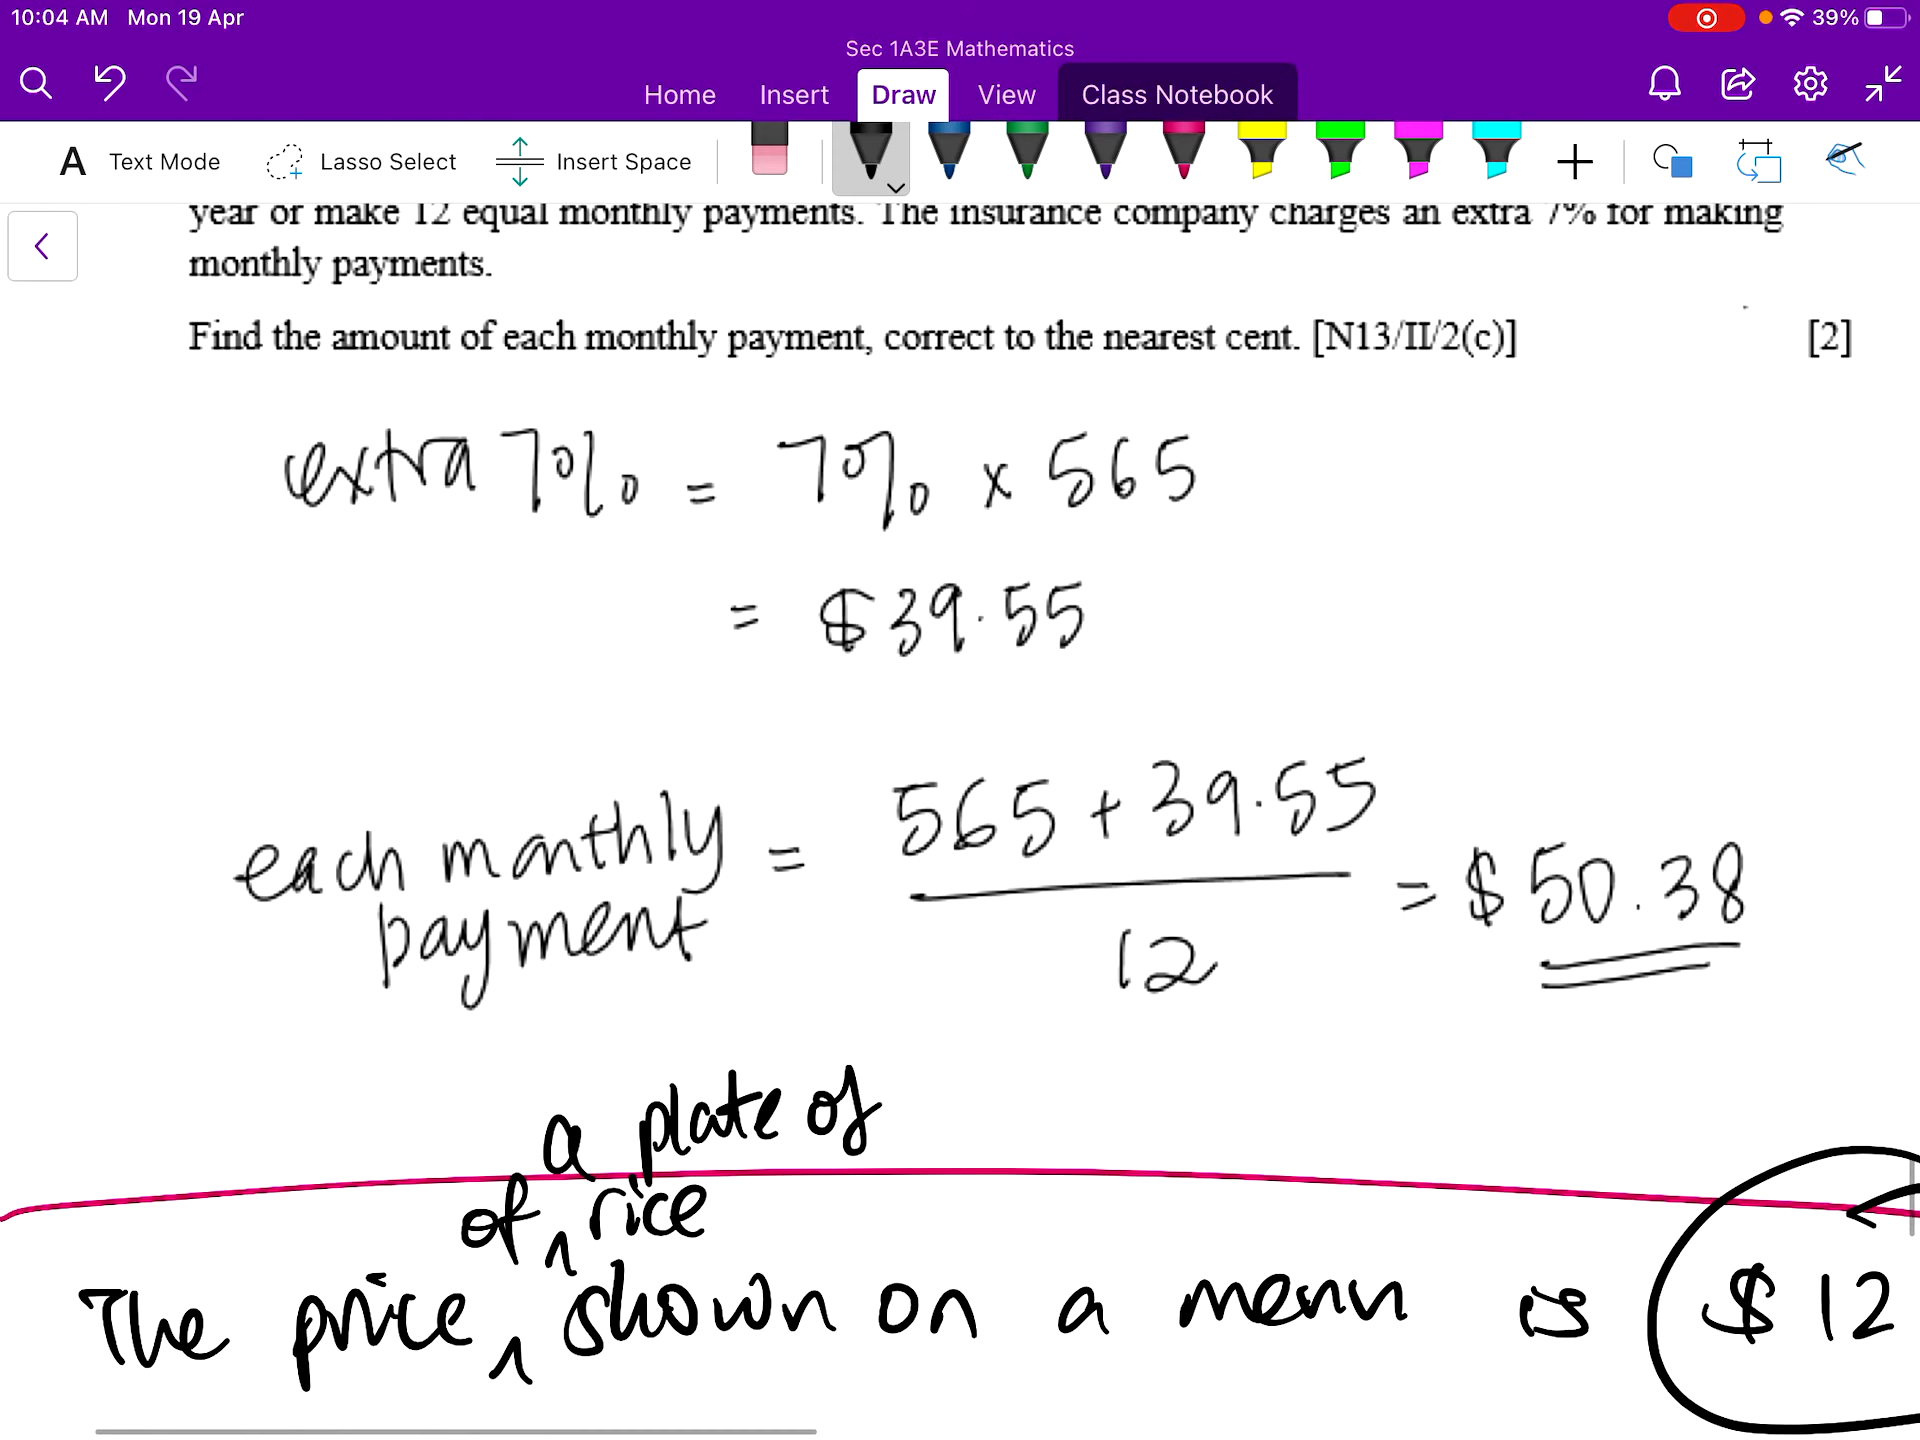 10:04 AM Mon 19 Apr
39%
Sec 1A3E Mathematics
Home Insert Draw View Class Notebook
A Text Mode Lasso Select Insert Space
year or make 12 equal monthly payments. The insurance company charges an extra 7% for making
monthly payments.
Find the amount of each monthly payment, correct to the nearest cent. [N13/II/2(c)] [2]
extra 7% = 7% x 565
= $39.55
each monthly payment = 565 + 39.55 / 12 = $50.38
a plate of
of rice
The price shown on a menu is $12